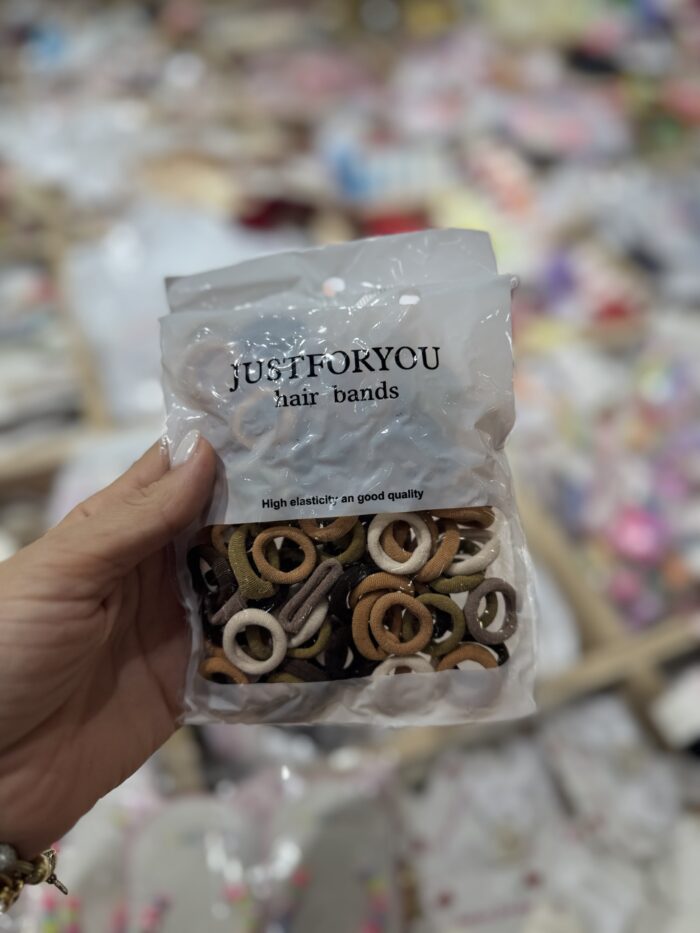 JUSTFORYOU
hair bands
High elasticity an good quality